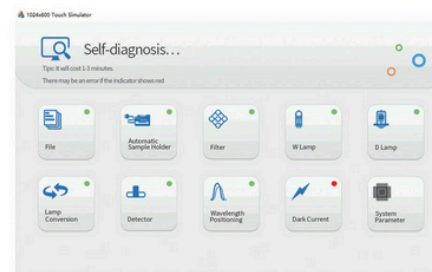 1024x600 Touch Simulator
Self-diagnosis...
Tips: It will cost 1-3 minutes.
There may be an error if the indicator shows red
File
Automatic
Sample Holder
Filter
W Lamp
D Lamp
Lamp
Conversion
Detector
Wavelength
Positioning
Dark Current
System
Parameter